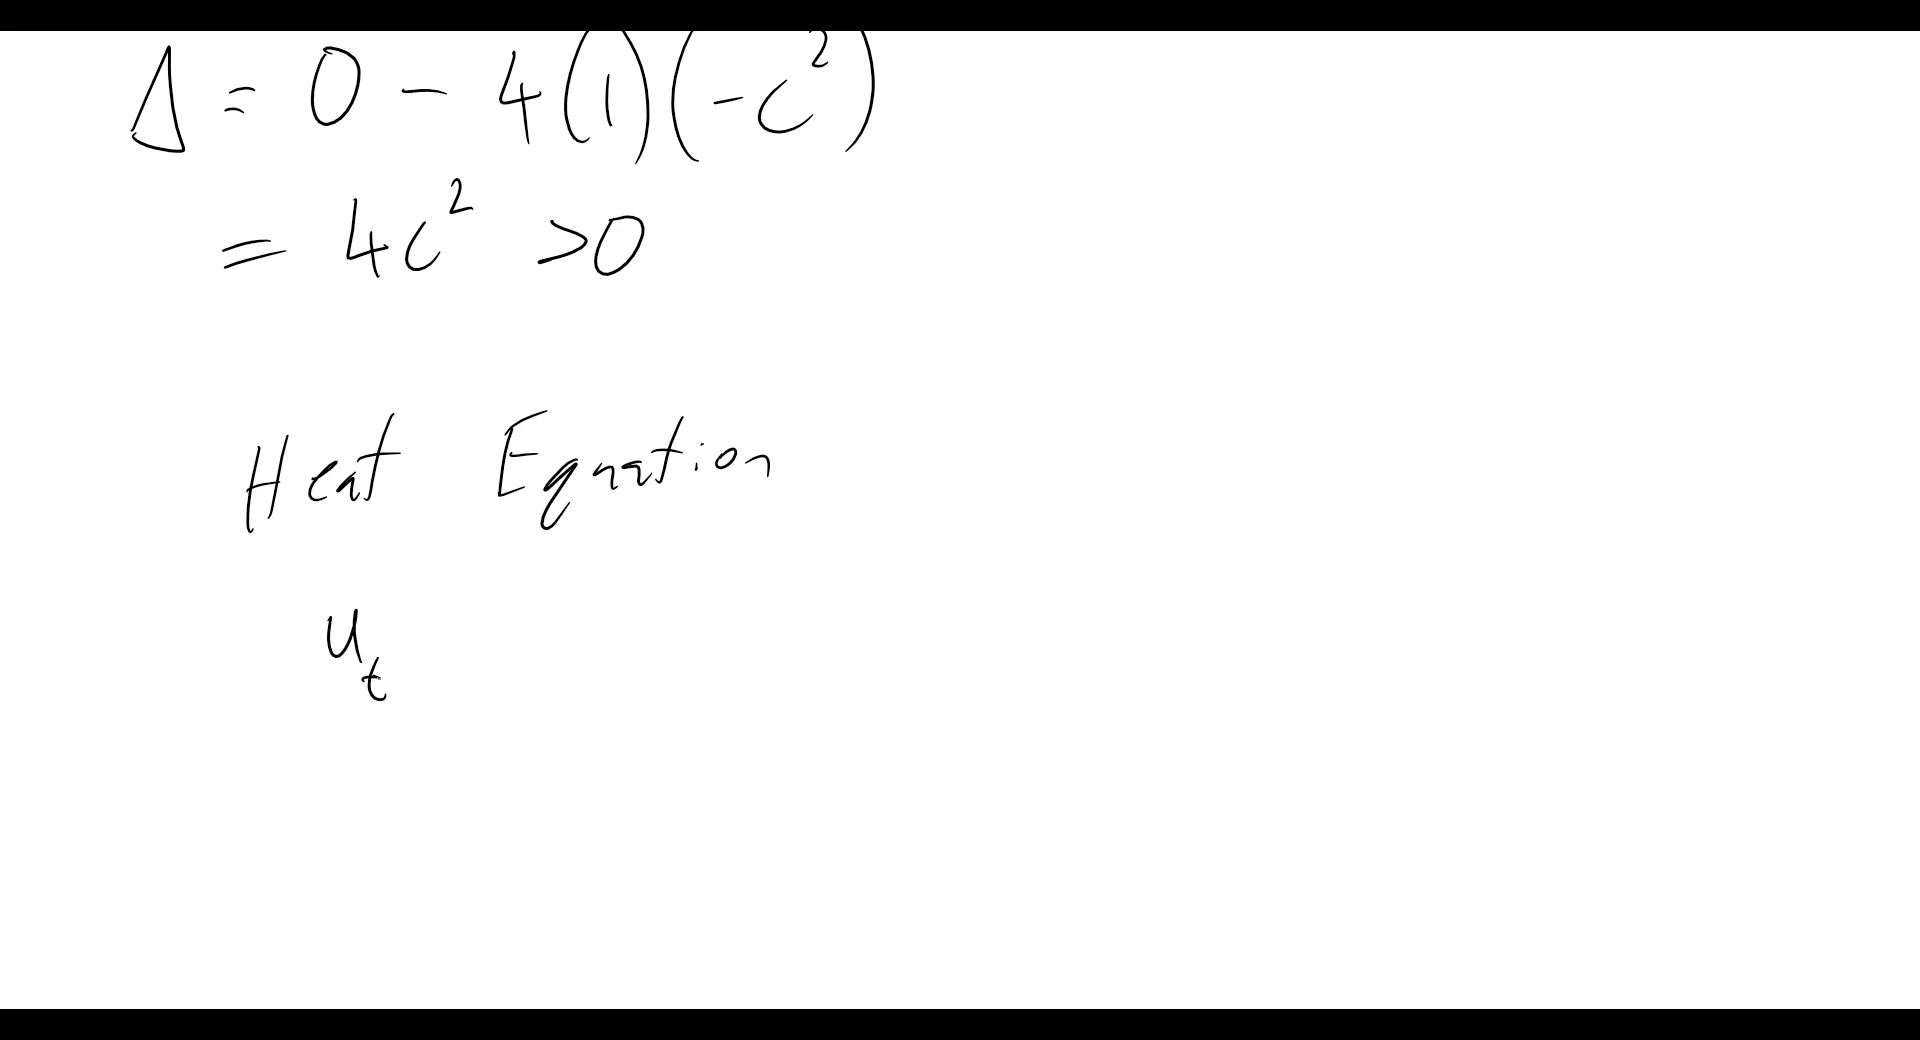 Δ = 0 - 4(1)(-c²)
= 4c² >0
Heat Equation
u_t